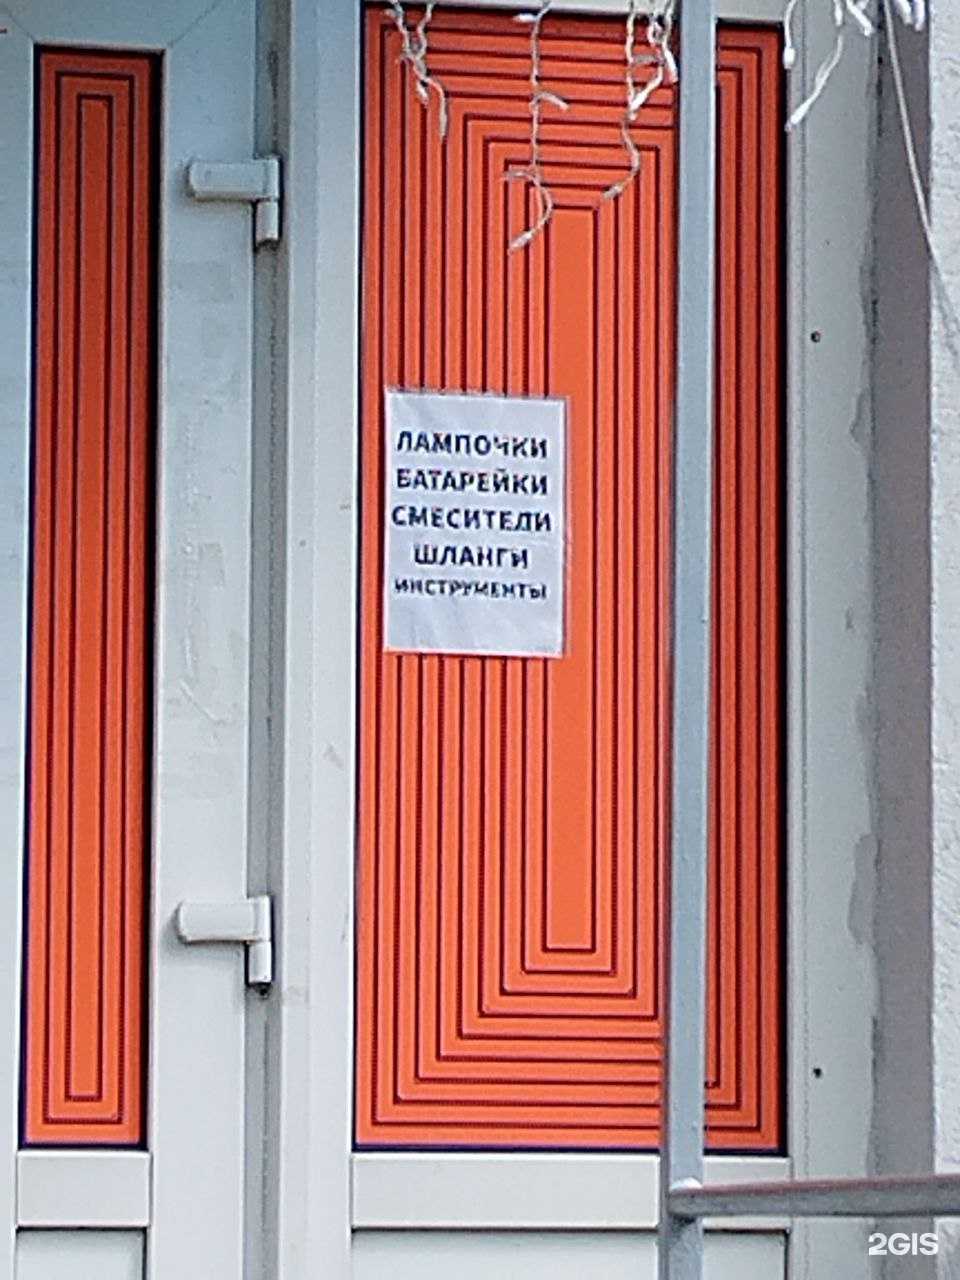 ЛАМПОЧКИ
БАТАРЕЙКИ
СМЕСИТЕЛИ
ШЛАНГИ
ИНСТРУМЕНТЫ
2GIS